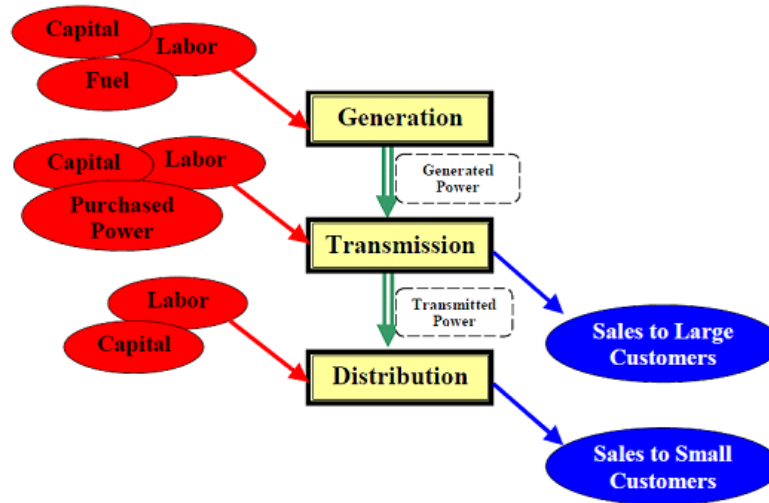 Capital
Labor
Fuel
Generation
Generated
Power
Capital
Labor
Purchased
Power
Transmission
Transmitted
Power
Labor
Capital
Sales to Large
Customers
Distribution
Sales to Small
Customers